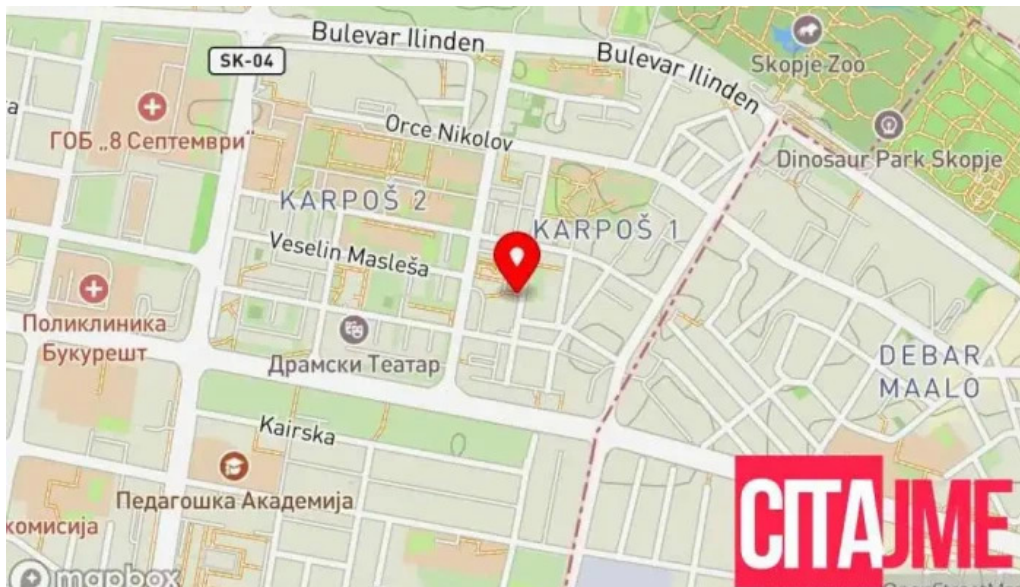 Bulevar Ilinden
Bulevar Ilinden
SK-04
Skopje Zoo
ГОБ „8 Септември“
Orce Nikolov
Dinosaur Park Skopje
KARPOŠ 2
KARPOŠ 1
Veselin Masleša
Поликлиника
Букурешт
Драмски Театар
DEBAR
MAALO
Kairska
Педагошка Академија
комисија
CITAJME
mapbox